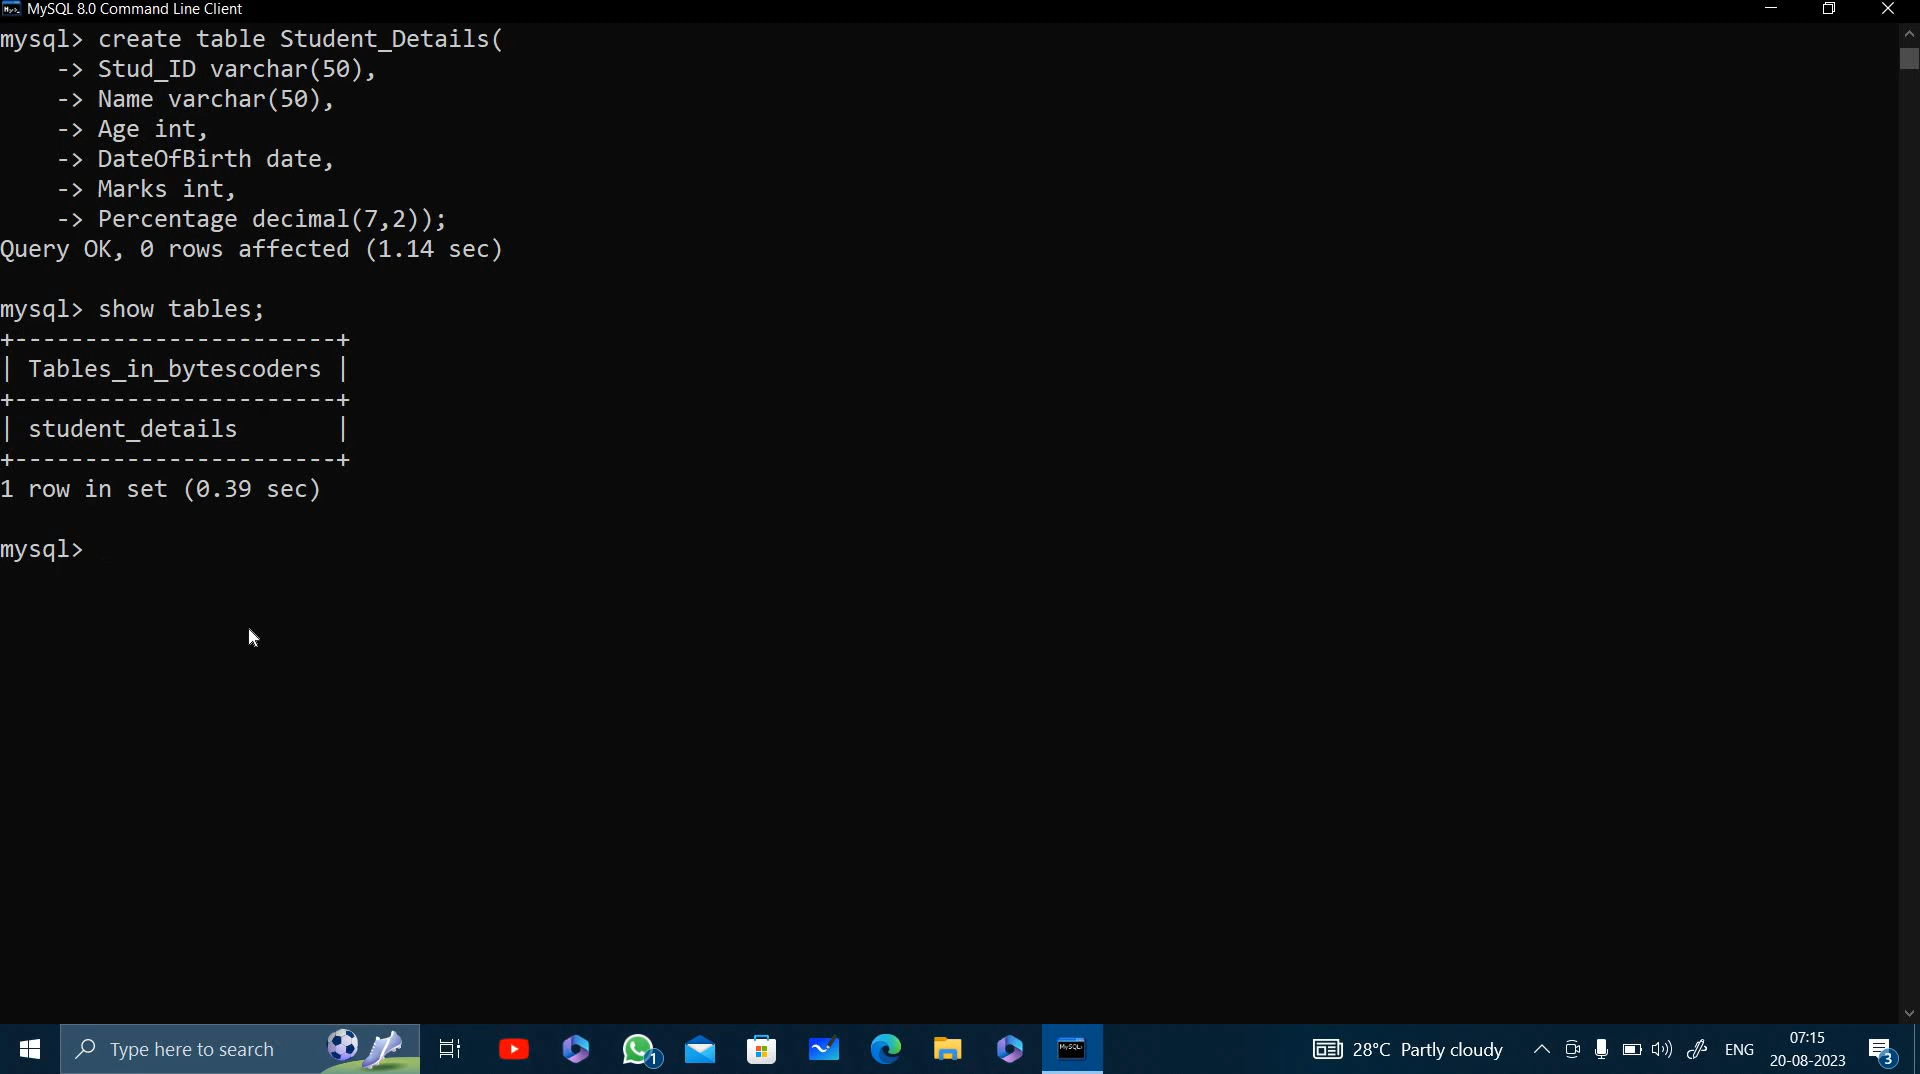 MySQL 8.0 Command Line Client
mysql> create table Student_Details(
    -> Stud_ID varchar(50),
    -> Name varchar(50),
    -> Age int,
    -> DateOfBirth date,
    -> Marks int,
    -> Percentage decimal(7,2));
Query OK, 0 rows affected (1.14 sec)
mysql> show tables;
+-----------------------+
| Tables_in_bytescoders |
+-----------------------+
| student_details       |
+-----------------------+
1 row in set (0.39 sec)
mysql>
Type here to search
1
MySQL
28°C Partly cloudy
ENG
07:15
20-08-2023
3